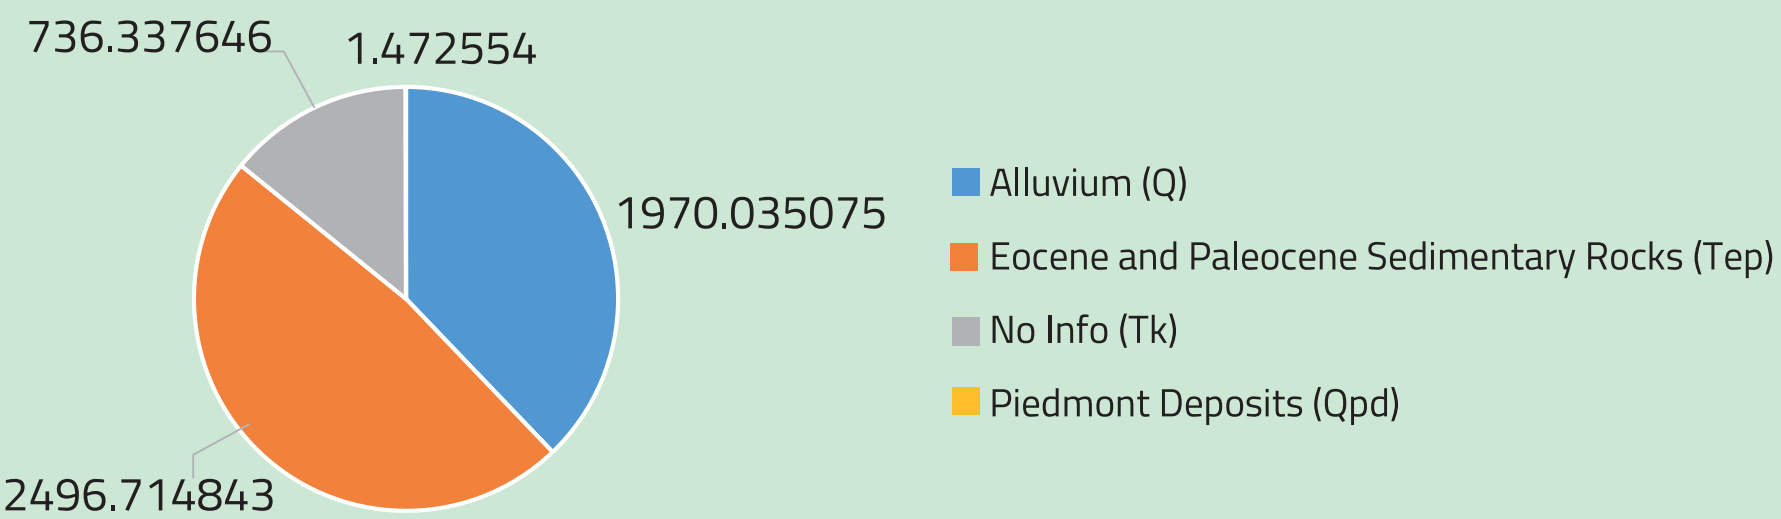 736.337646
1.472554
1970.035075
2496.714843
Alluvium (Q)
Eocene and Paleocene Sedimentary Rocks (Tep)
No Info (Tk)
Piedmont Deposits (Qpd)